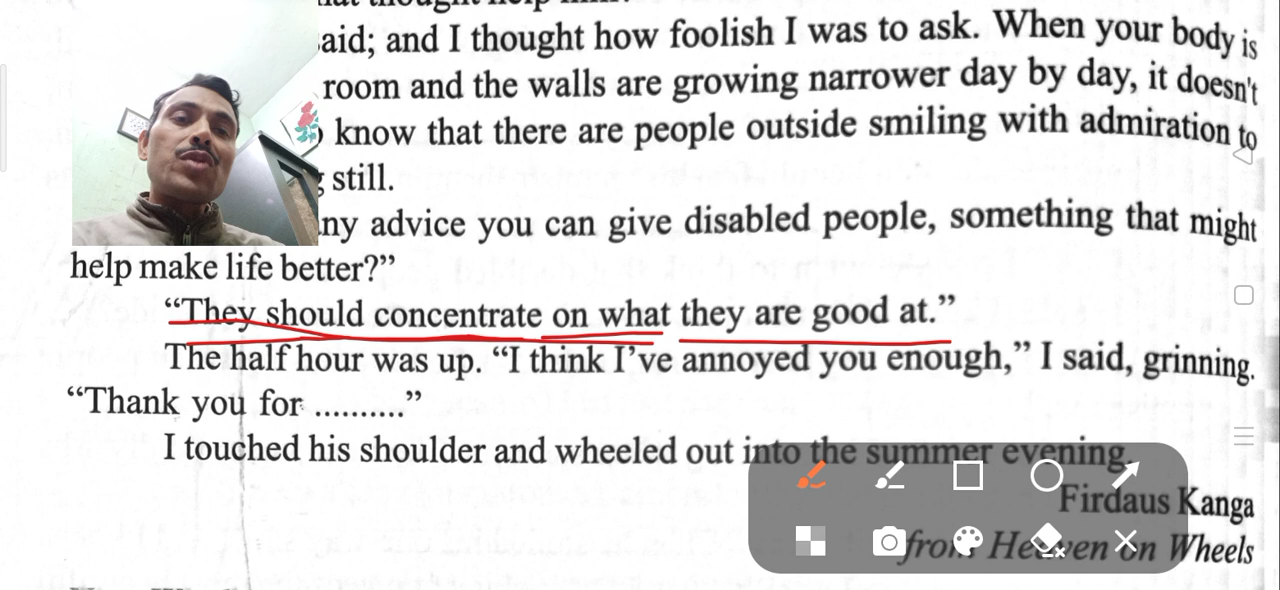 aid; and I thought how foolish I was to ask. When your body is
room and the walls are growing narrower day by day, it doesn't
know that there are people outside smiling with admiration to
still.
ny advice you can give disabled people, something that might
help make life better?”
“They should concentrate on what they are good at.”
The half hour was up. “I think I’ve annoyed you enough,” I said, grinning.
“Thank you for .........”
I touched his shoulder and wheeled out into the summer evening.
Firdaus Kanga
from Heaven on Wheels